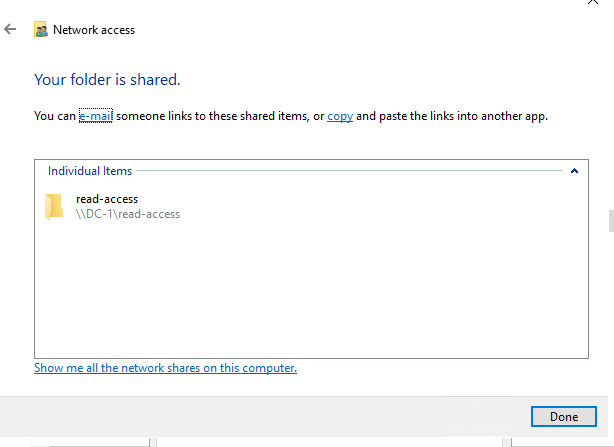 Network access
Your folder is shared.
You can e-mail someone links to these shared items, or copy and paste the links into another app.
Individual Items
read-access
\\DC-1\read-access
Show me all the network shares on this computer.
Done